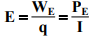 E = W_E / q = P_E / I